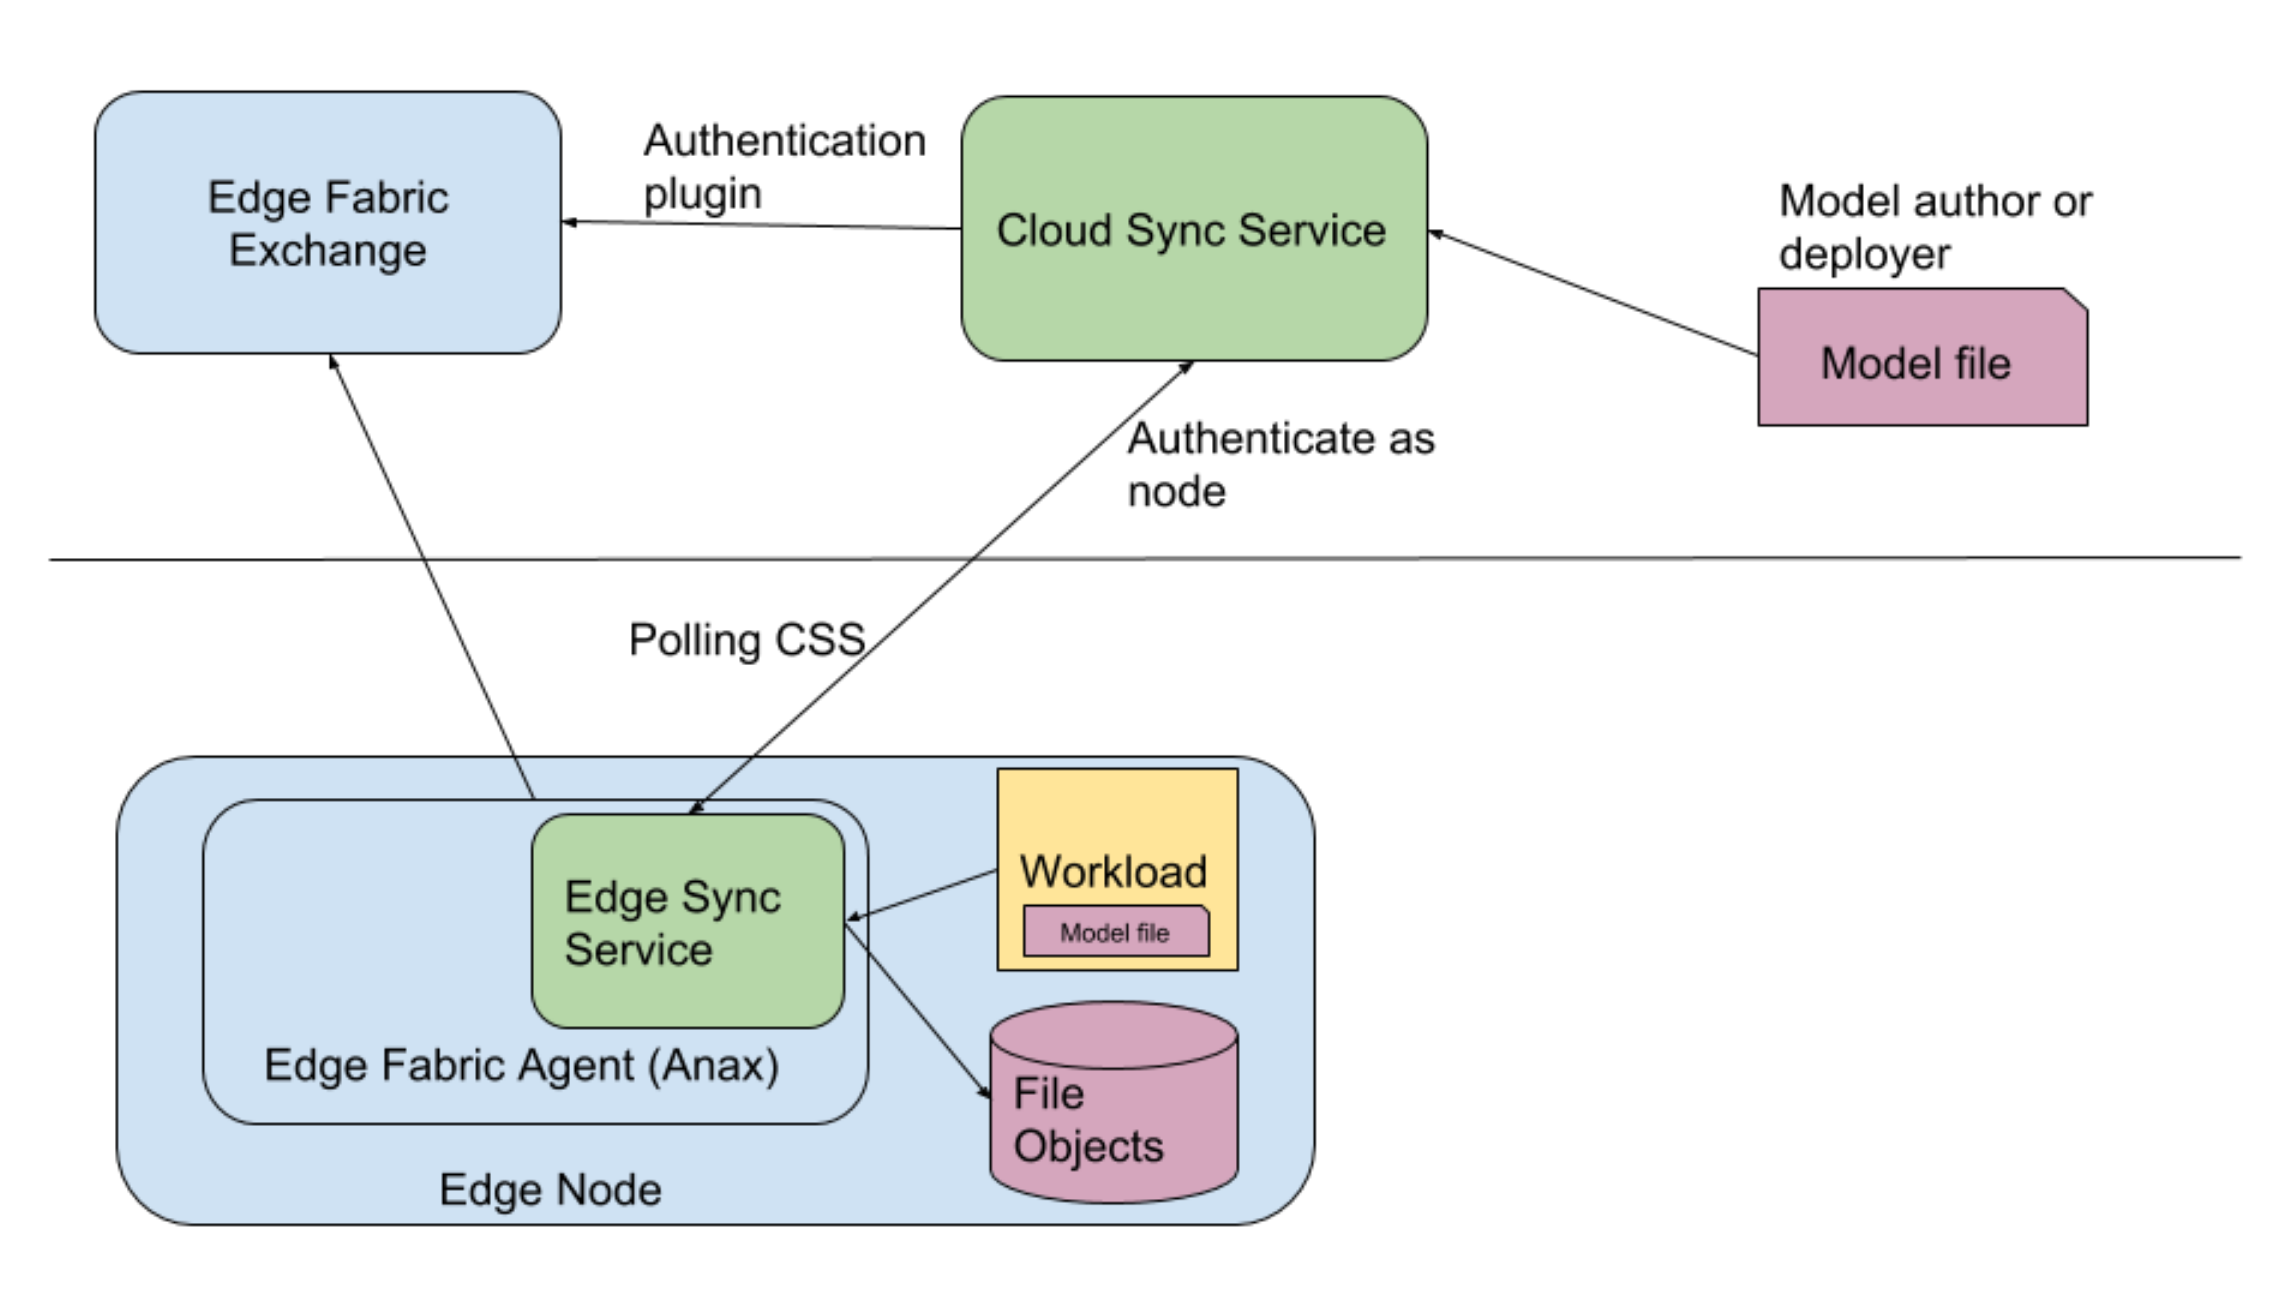 Edge Fabric
Exchange
Authentication
plugin
Cloud Sync Service
Model author or
deployer
Model file
Authenticate as
node
Polling CSS
Edge Sync
Service
Workload
Model file
Edge Fabric Agent (Anax)
File
Objects
Edge Node